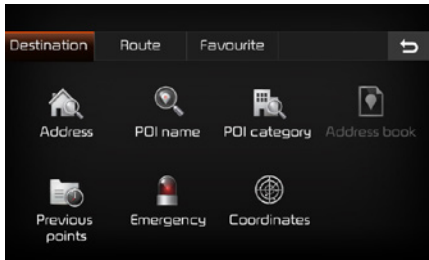 Destination Route Favourite
Address POI name POI category Address book
Previous points Emergency Coordinates